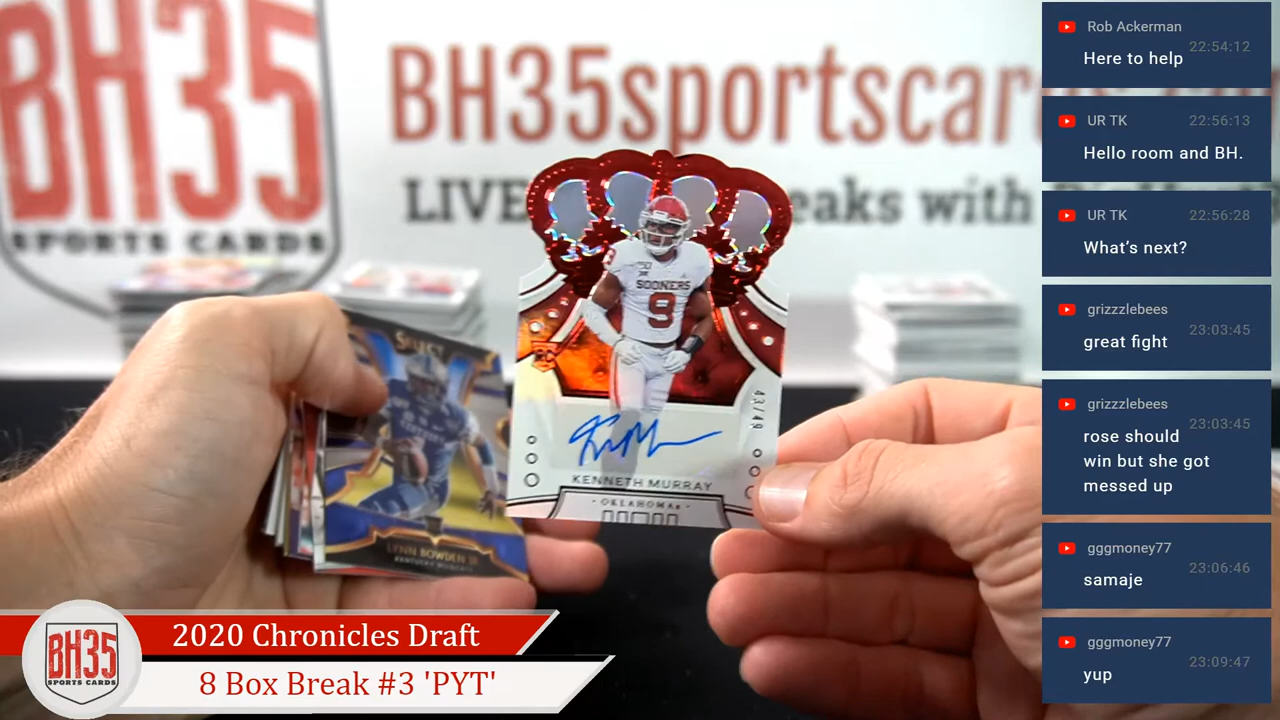 BH35
SPORTS CARDS
BH35sportscar
LIVE
eaks with
SOONERS
9
43/49
KENNETH MURRAY
OKLAHOMA
SELECT
LYNN BOWDEN JR
KENTUCKY WILDCATS
BH35
SPORTS CARDS
2020 Chronicles Draft
8 Box Break #3 'PYT'
Rob Ackerman
22:54:12
Here to help
UR TK
22:56:13
Hello room and BH.
UR TK
22:56:28
What's next?
grizzzlebees
23:03:45
great fight
grizzzlebees
23:03:45
rose should
win but she got
messed up
gggmoney77
23:06:46
samaje
gggmoney77
23:09:47
yup